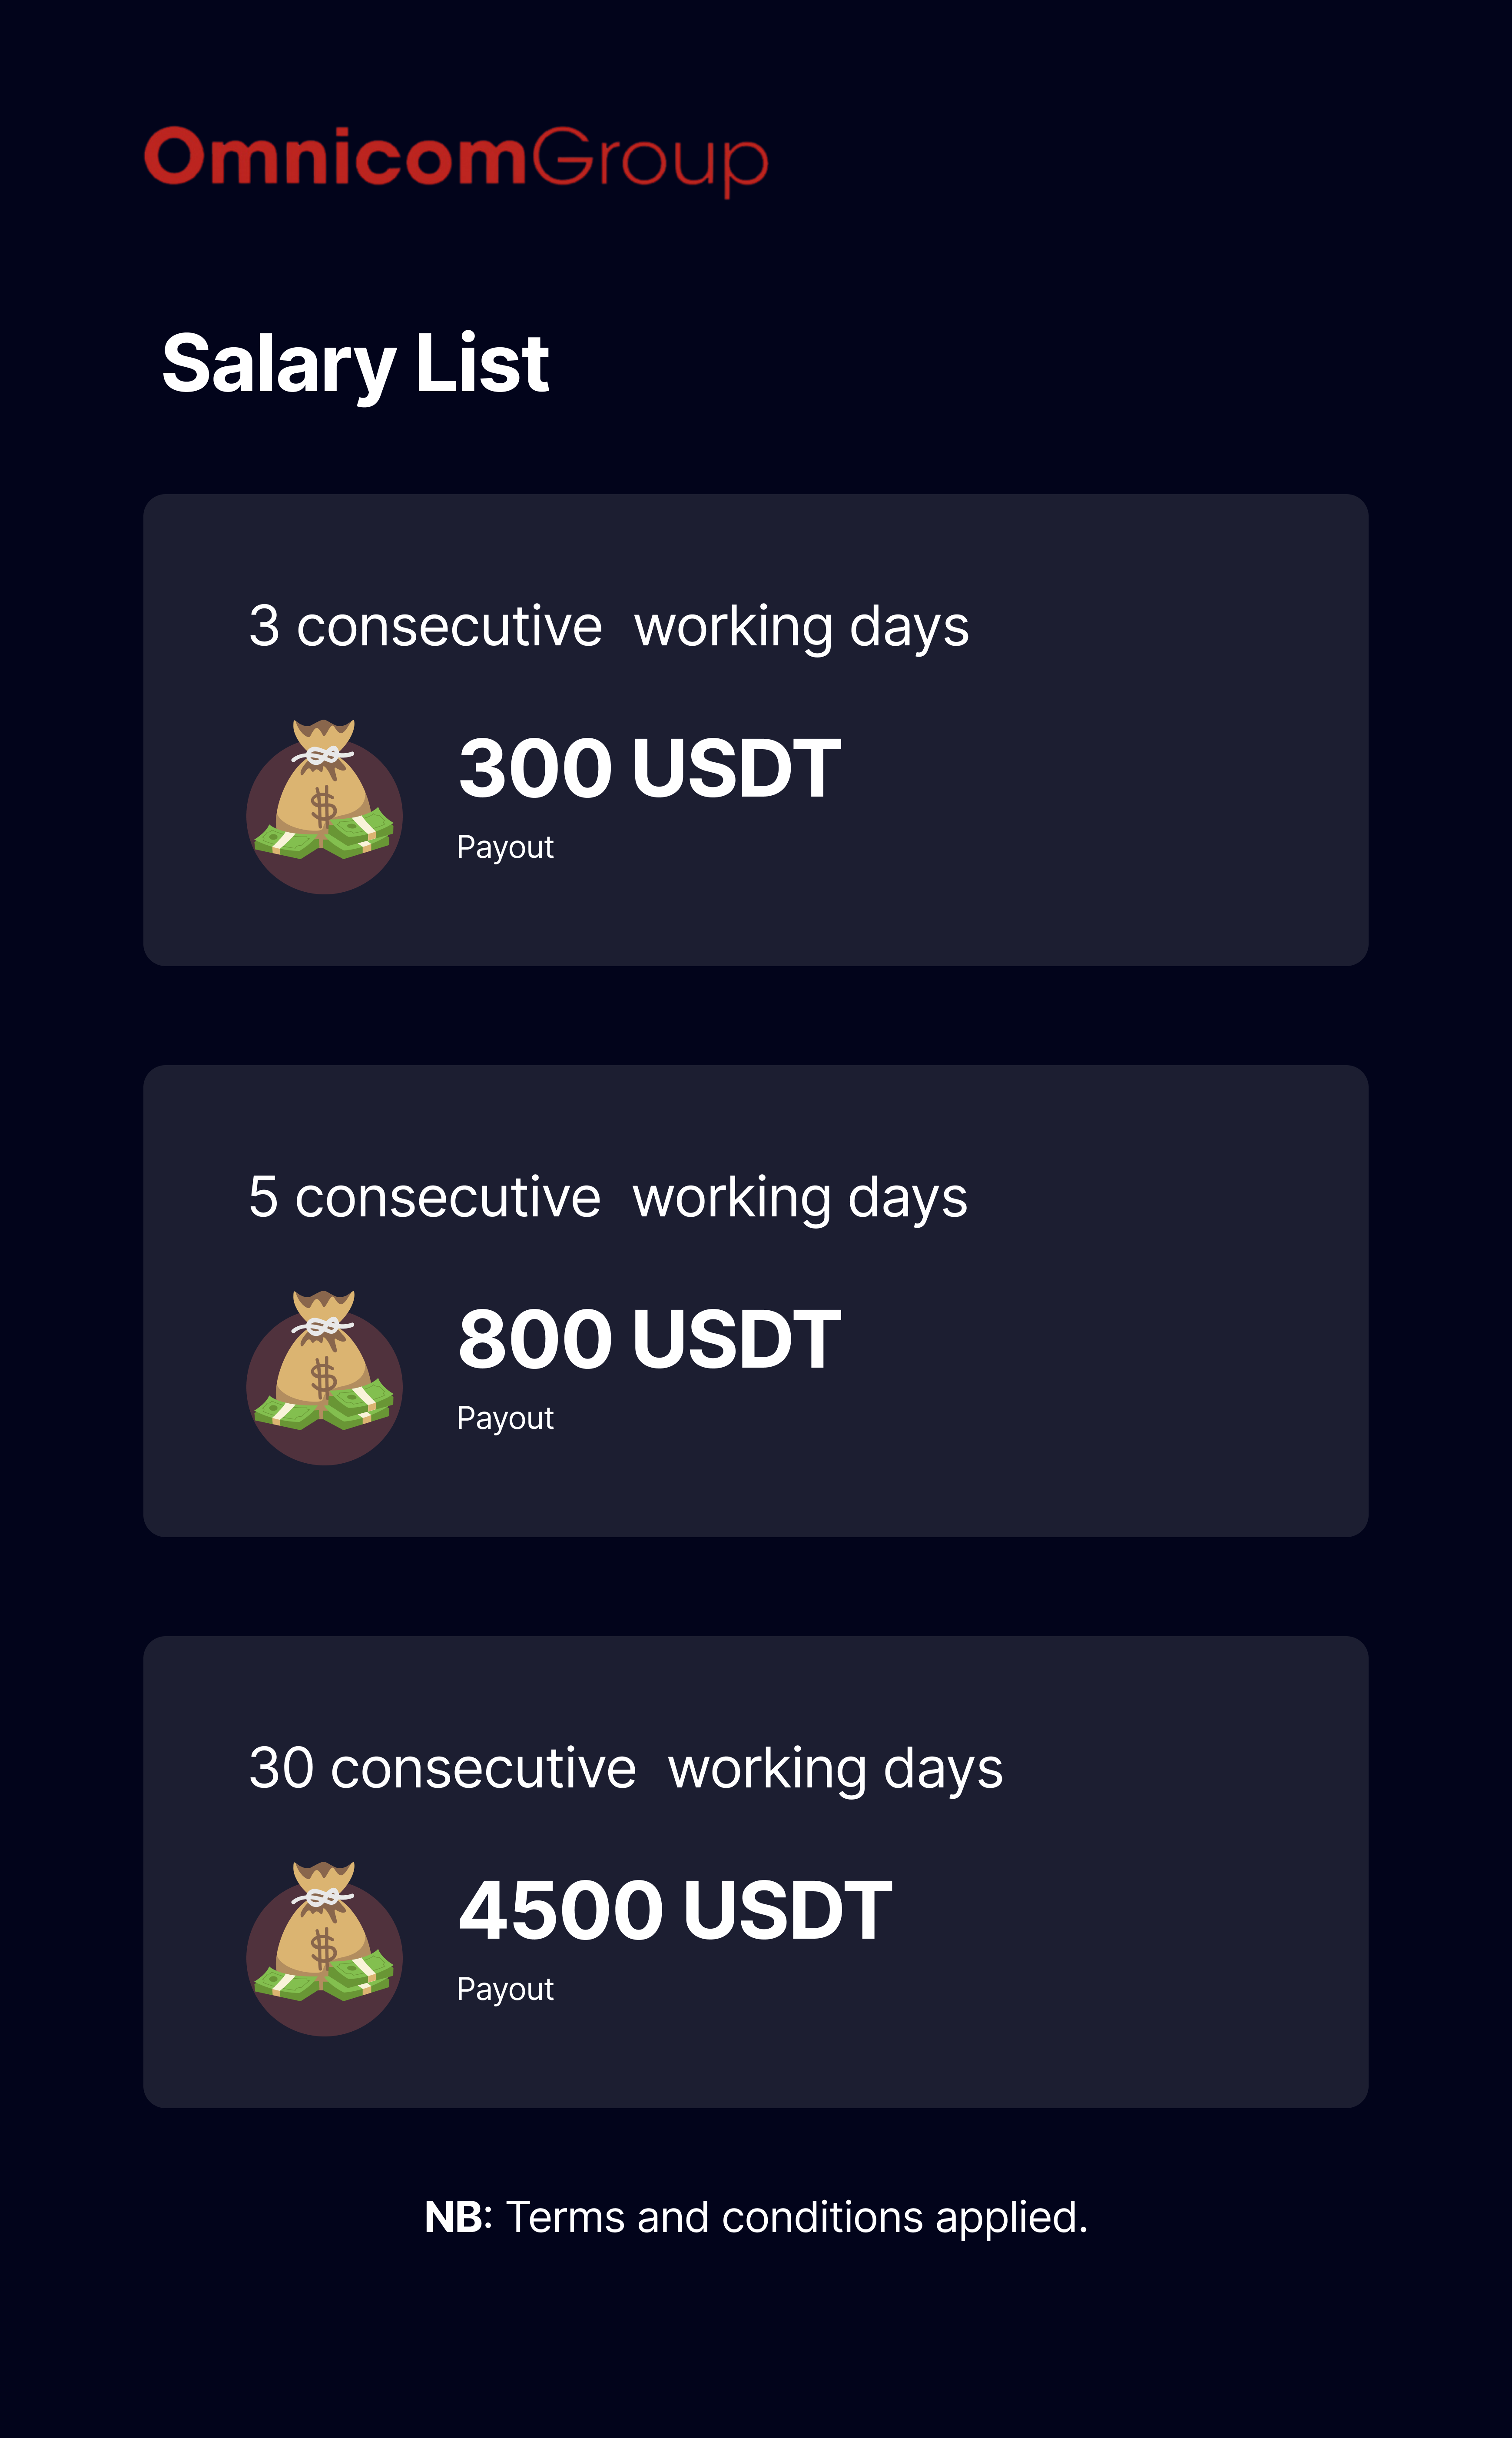 OmnicomGroup
Salary List
3 consecutive  working days
300 USDT
Payout
5 consecutive  working days
800 USDT
Payout
30 consecutive  working days
4500 USDT
Payout
NB: Terms and conditions applied.